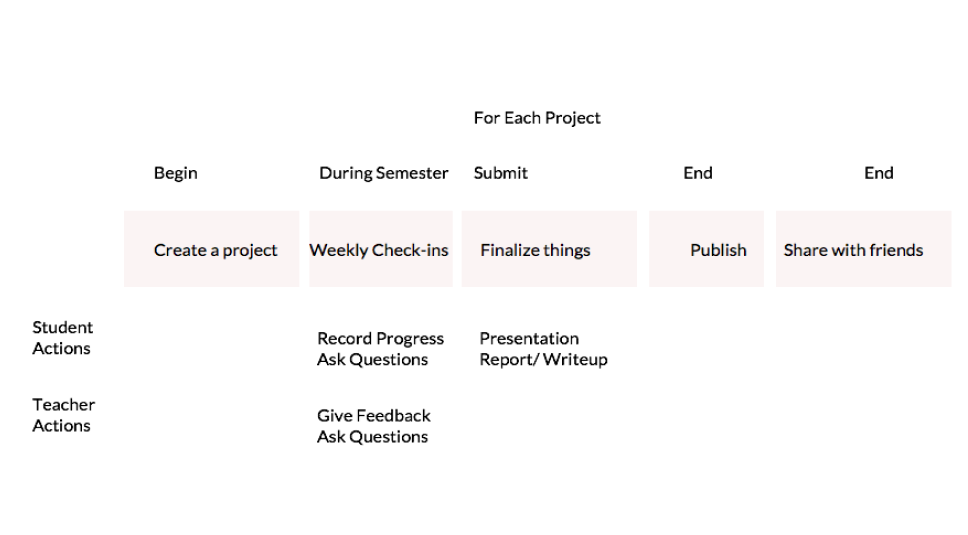 For Each Project
Begin
During Semester
Submit
End
End
Create a project
Weekly Check-ins
Finalize things
Publish
Share with friends
Student
Actions
Record Progress
Ask Questions
Presentation
Report/ Writeup
Teacher
Actions
Give Feedback
Ask Questions